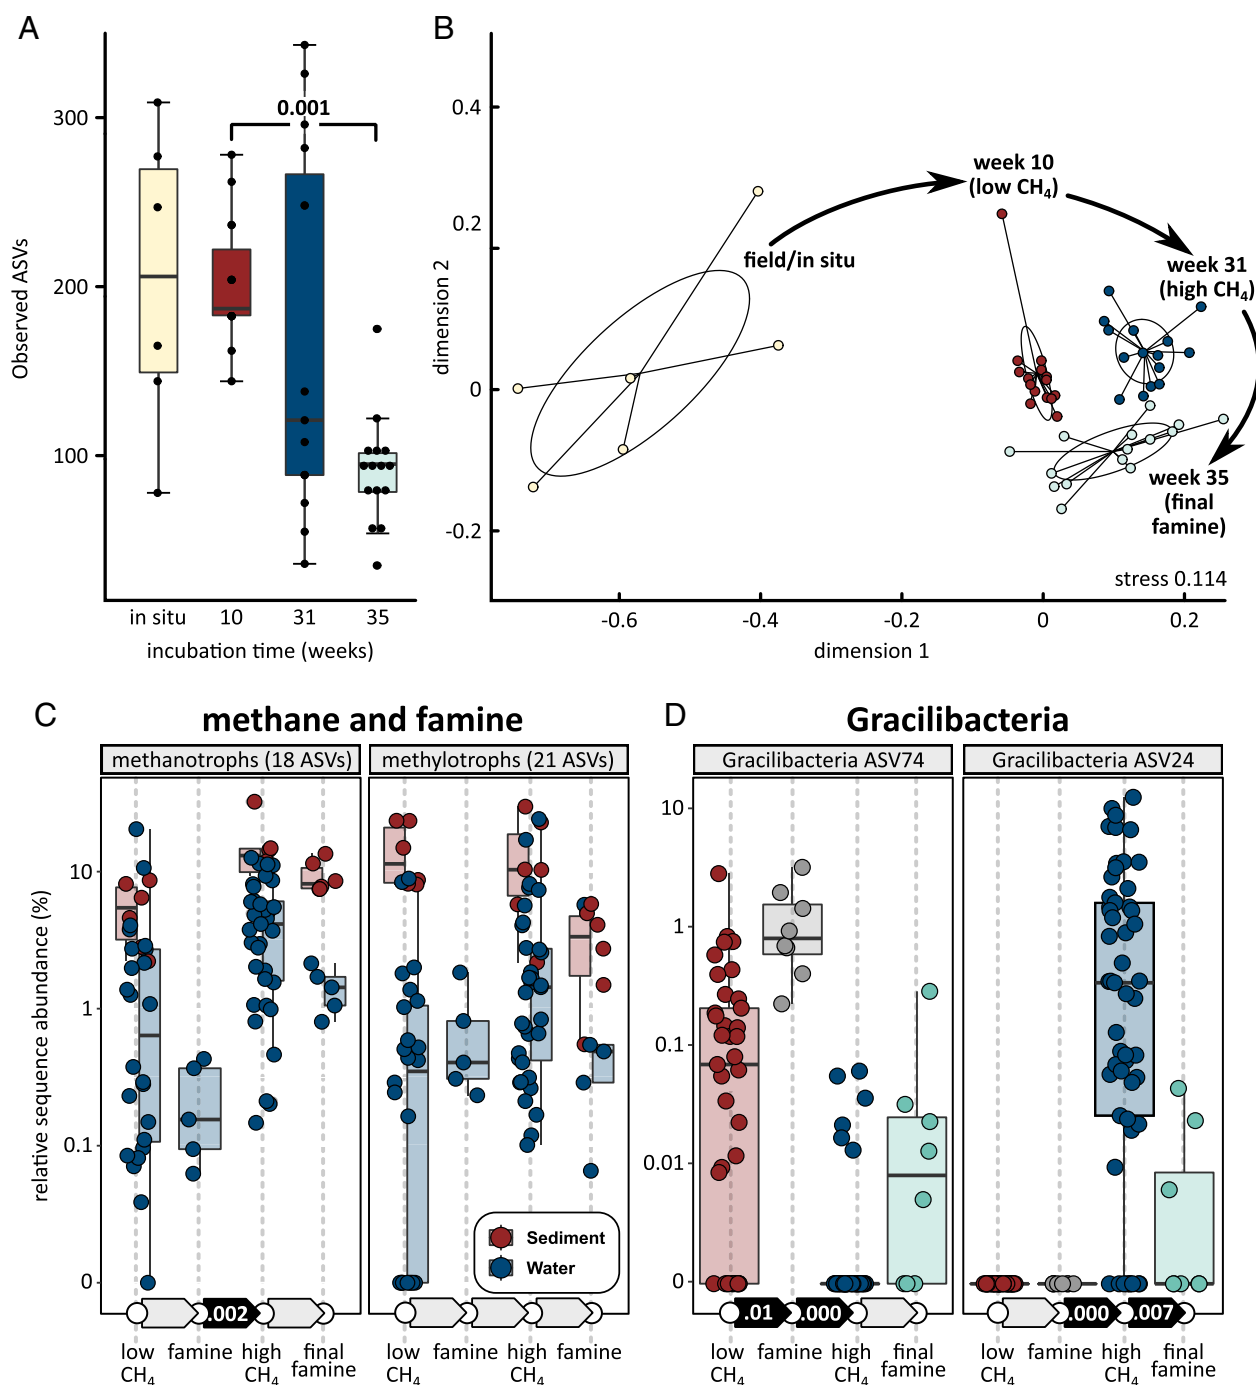 A
300
200
100
Observed ASVs
0.001
in situ
10
31
35
incubation time (weeks)
B
0.4
0.2
0
-0.2
dimension 2
-0.6
-0.4
-0.2
0
0.2
dimension 1
field/in situ
week 10
(low CH4)
week 31
(high CH4)
week 35
(final
famine)
stress 0.114
C
methane and famine
methanotrophs (18 ASVs)
methylotrophs (21 ASVs)
relative sequence abundance (%)
10
1
0.1
0
Sediment
Water
.002
low
CH4
famine
high
CH4
final
famine
low
CH4
famine
high
CH4
famine
D
Gracilibacteria
Gracilibacteria ASV74
Gracilibacteria ASV24
10
1
0.1
0.01
0
.01
.000
.000
.007
low
CH4
famine
high
CH4
final
famine
low
CH4
famine
high
CH4
final
famine